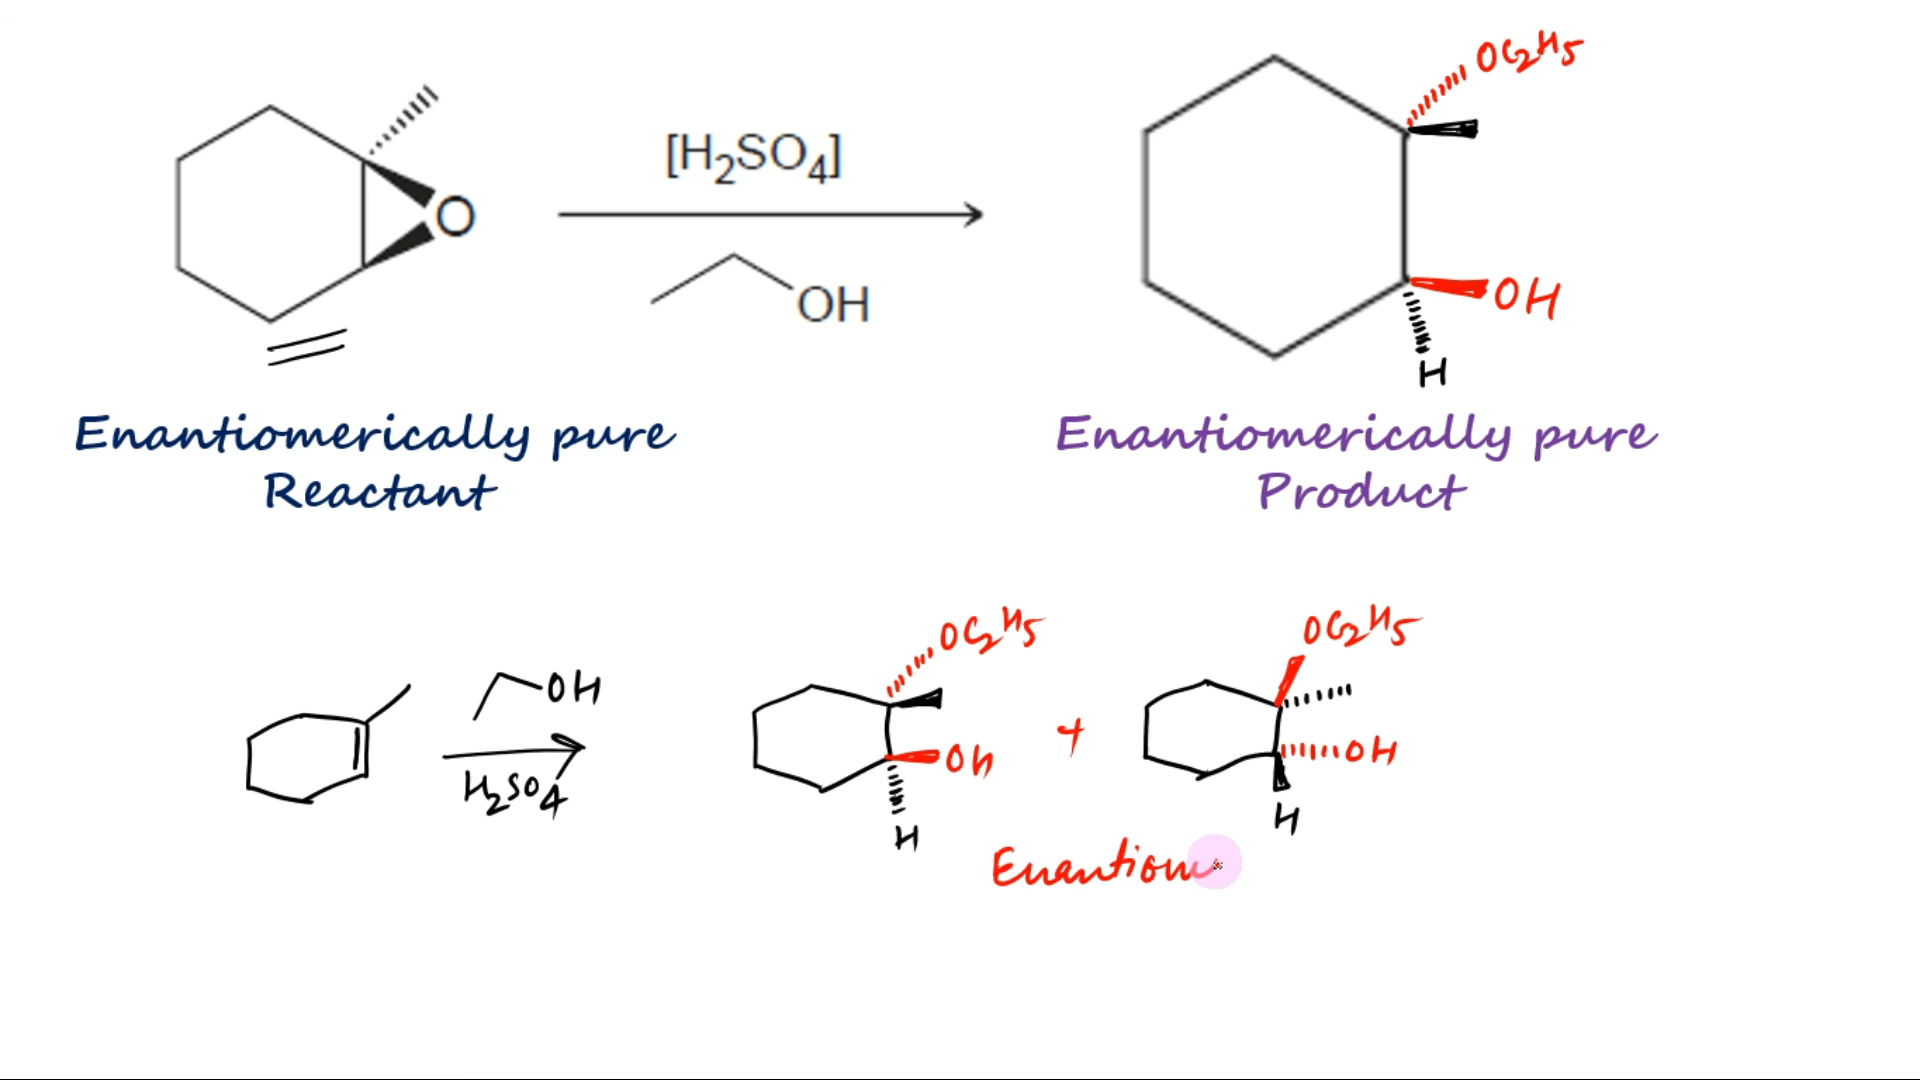 OC2H5
[H2SO4]
O
OH
OH
H
Enantiomerically pure
Reactant
Enantiomerically pure
Product
OC2H5
OC2H5
OH
H2SO4
Oh
+
OH
H
H
Enantiom